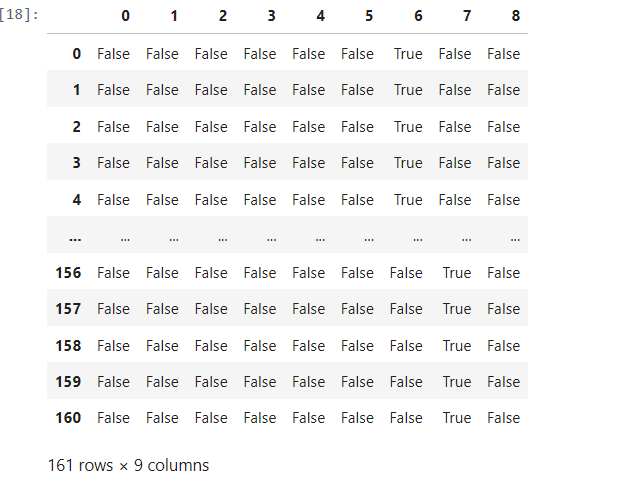 [18]:
0 1 2 3 4 5 6 7 8
0 False False False False False False True False False
1 False False False False False False True False False
2 False False False False False False True False False
3 False False False False False False True False False
4 False False False False False False True False False
... ... ... ... ... ... ... ... ... ...
156 False False False False False False False True False
157 False False False False False False False True False
158 False False False False False False False True False
159 False False False False False False False True False
160 False False False False False False False True False
161 rows × 9 columns